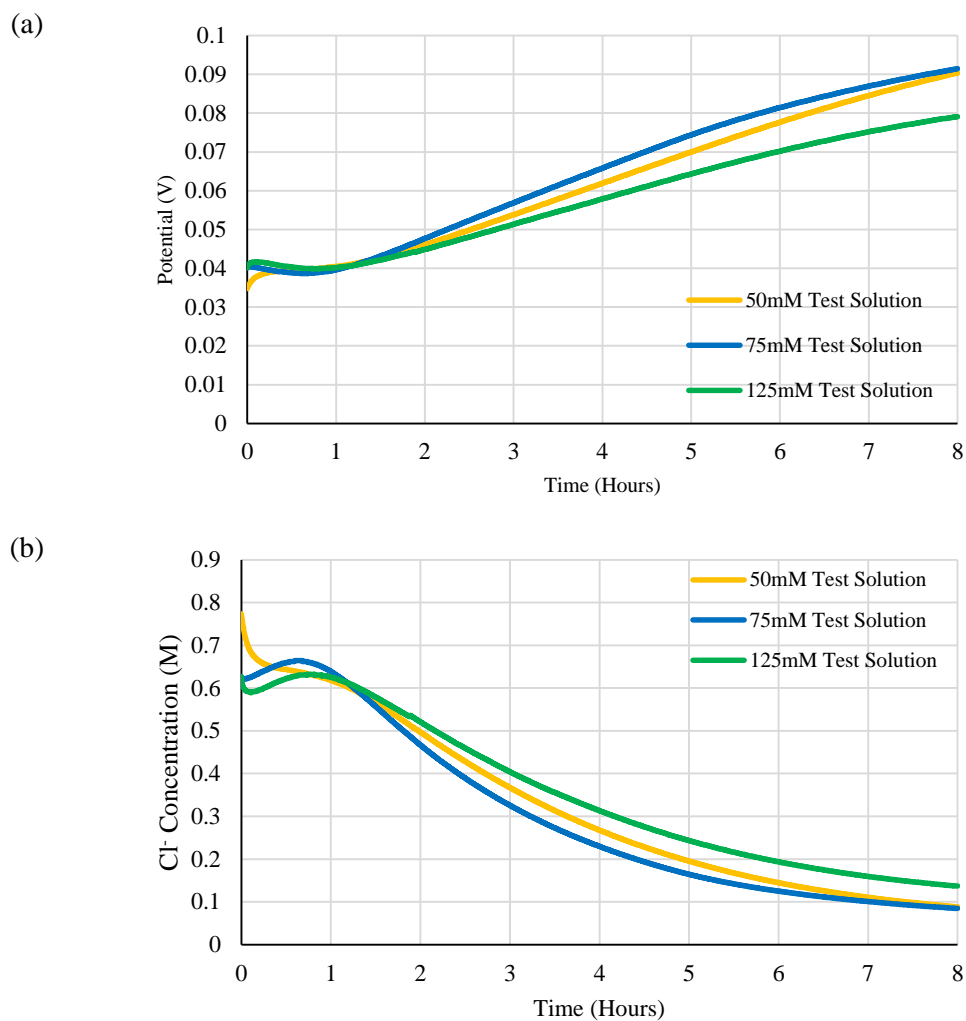 (a)
0.1
0.09
0.08
0.07
0.06
0.05
0.04
0.03
0.02
0.01
0
Potential (V)
50mM Test Solution
75mM Test Solution
125mM Test Solution
0 1 2 3 4 5 6 7 8
Time (Hours)
(b)
0.9
0.8
0.7
0.6
0.5
0.4
0.3
0.2
0.1
0
Cl⁻ Concentration (M)
50mM Test Solution
75mM Test Solution
125mM Test Solution
0 1 2 3 4 5 6 7 8
Time (Hours)